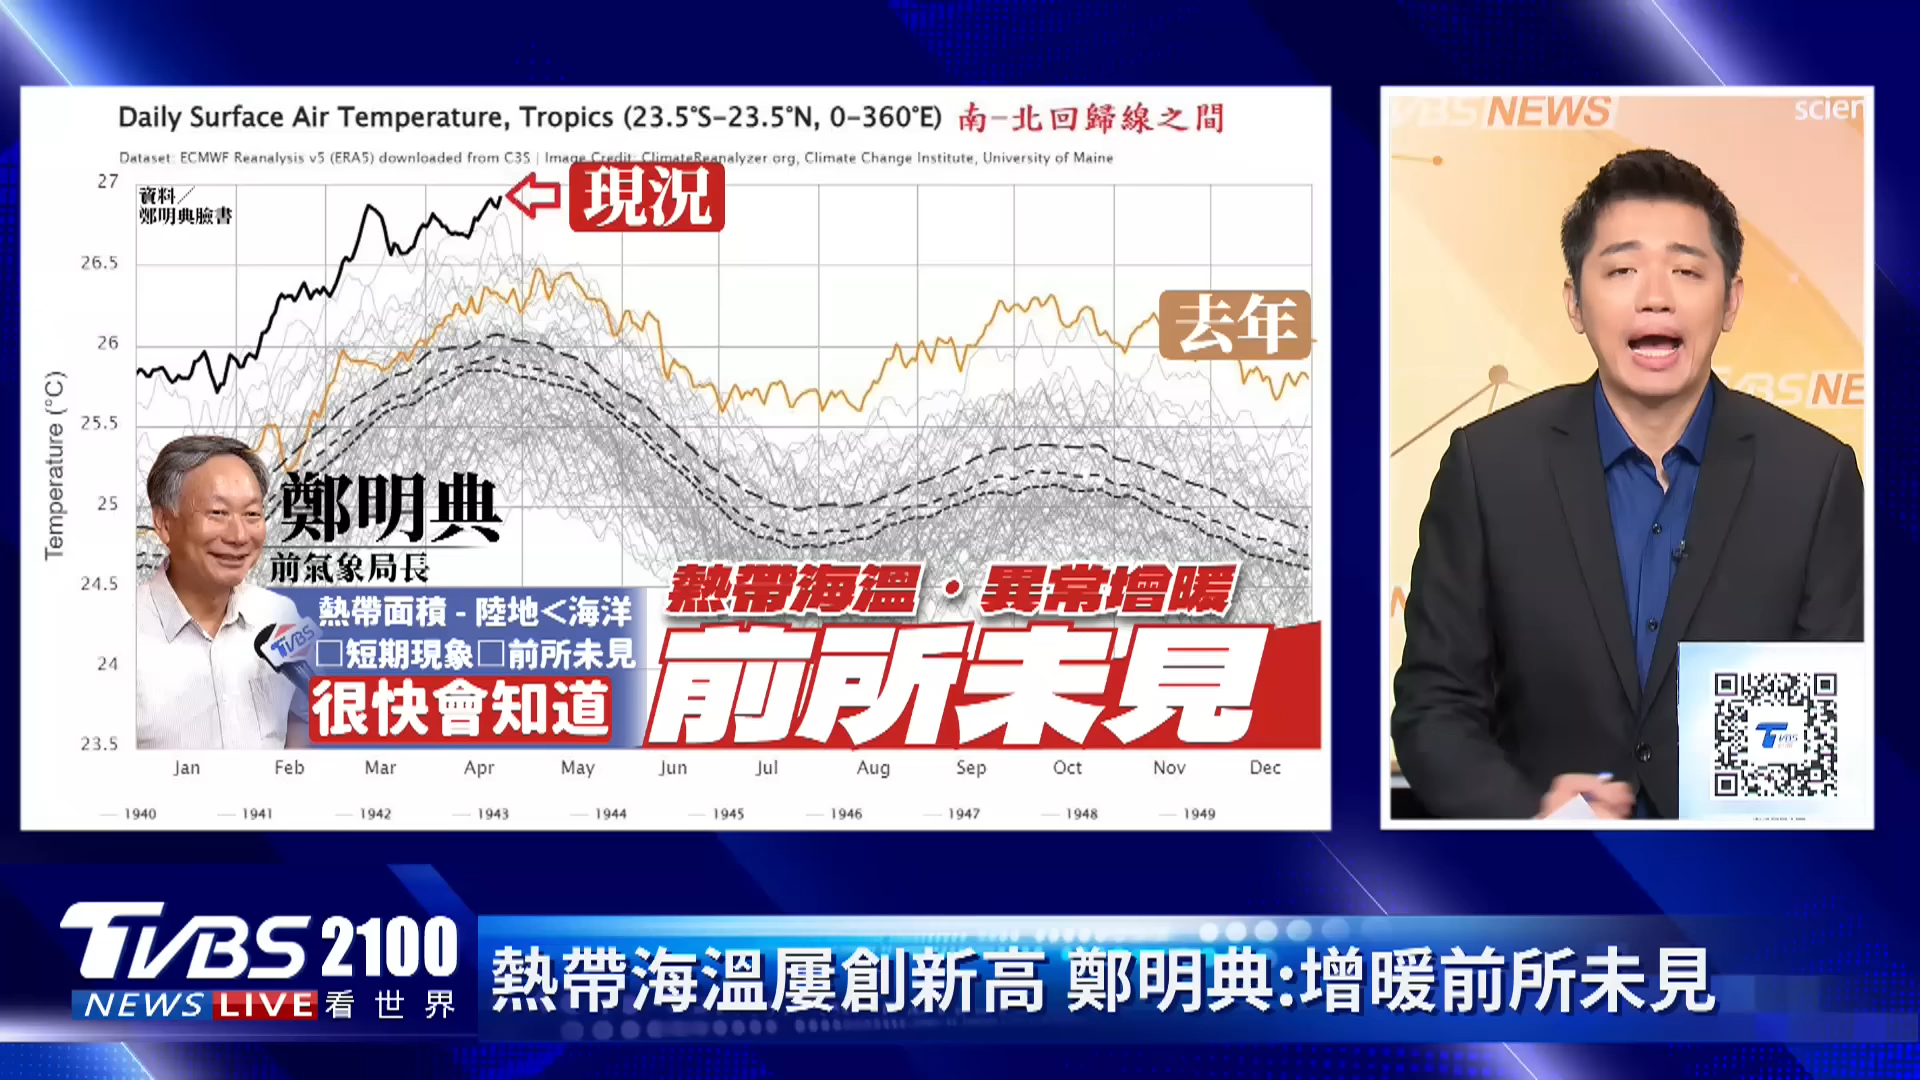 Daily Surface Air Temperature, Tropics (23.5°S-23.5°N, 0-360°E) 南-北回歸線之間
Dataset: ECMWF Reanalysis v5 (ERA5) downloaded from C3S | Image Credit: ClimateReanalyzer.org, Climate Change Institute, University of Maine
資料/
鄭明典臉書
現況
去年
Temperature (°C)
27
26.5
26
25.5
25
24.5
24
23.5
鄭明典
前氣象局長
熱帶面積-陸地<海洋
□短期現象□前所未見
很快會知道
TVBS
熱帶海溫·異常增暖
前所未見
Jan Feb Mar Apr May Jun Jul Aug Sep Oct Nov Dec
1940 1941 1942 1943 1944 1945 1946 1947 1948 1949
TVBS NEWS
scien
TVBS NE
N
TVBS
TVBS 2100
NEWS LIVE 看世界
熱帶海溫屢創新高 鄭明典:增暖前所未見